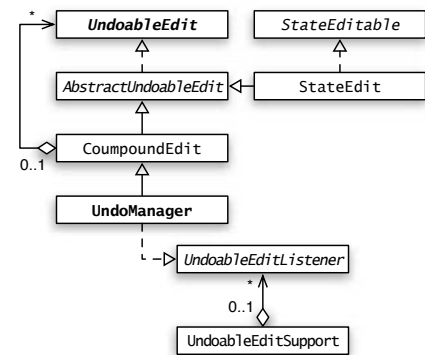 * UndoableEdit StateEditable
AbstractUndoableEdit StateEdit
CoumpoundEdit
0..1
UndoManager
UndoableEditListener
*
0..1
UndoableEditSupport